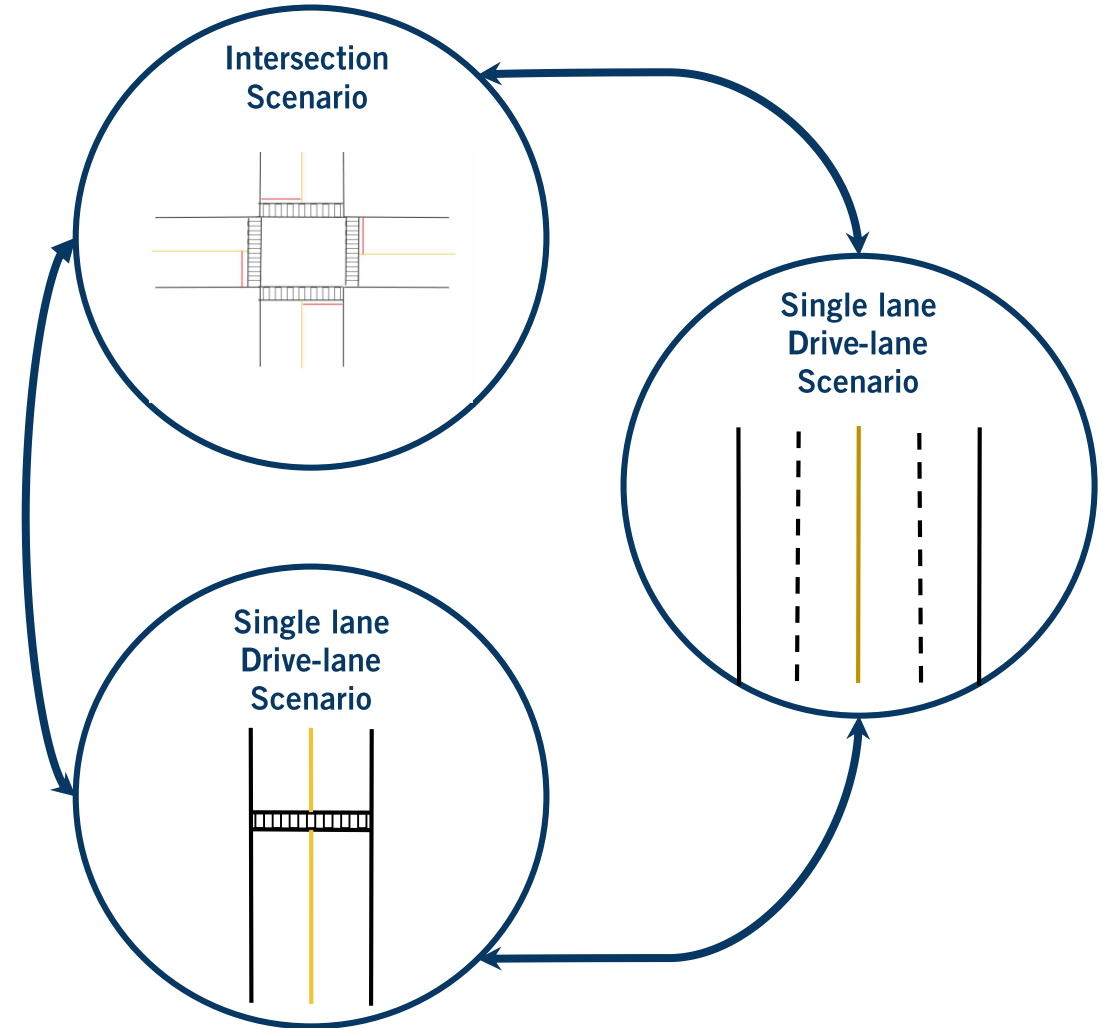 Intersection
Scenario
Single lane
Drive-lane
Scenario
Single lane
Drive-lane
Scenario